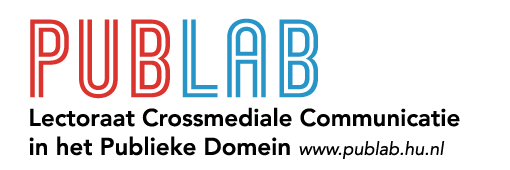 PUBLAB
Lectoraat Crossmediale Communicatie
in het Publieke Domein www.publab.hu.nl